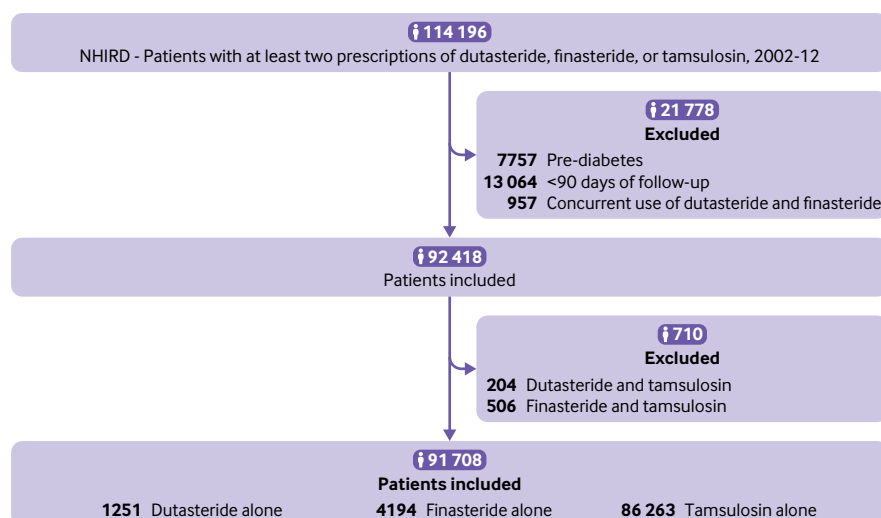 114 196
NHIRD - Patients with at least two prescriptions of dutasteride, finasteride, or tamsulosin, 2002-12
21 778
Excluded
7757 Pre-diabetes
13 064 <90 days of follow-up
957 Concurrent use of dutasteride and finasteride
92 418
Patients included
710
Excluded
204 Dutasteride and tamsulosin
506 Finasteride and tamsulosin
91 708
Patients included
1251 Dutasteride alone 4194 Finasteride alone 86 263 Tamsulosin alone